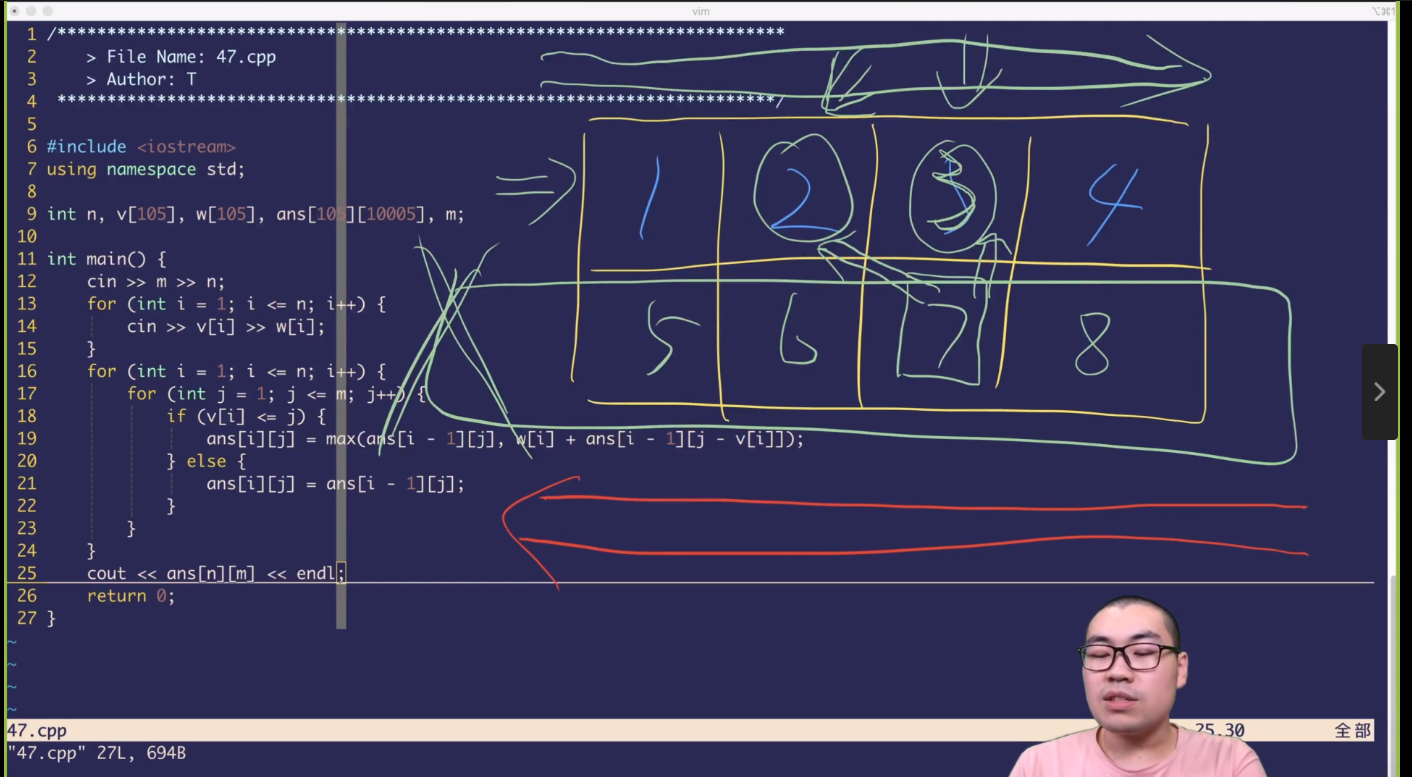 vim
⌥⌘1
1 /*************************************************************************
2     > File Name: 47.cpp
3     > Author: T
4  ************************************************************************/
5
6 #include <iostream>
7 using namespace std;
8
9 int n, v[105], w[105], ans[105][10005], m;
10
11 int main() {
12     cin >> m >> n;
13     for (int i = 1; i <= n; i++) {
14         cin >> v[i] >> w[i];
15     }
16     for (int i = 1; i <= n; i++) {
17         for (int j = 1; j <= m; j++) {
18             if (v[i] <= j) {
19                 ans[i][j] = max(ans[i - 1][j], w[i] + ans[i - 1][j - v[i]]);
20             } else {
21                 ans[i][j] = ans[i - 1][j];
22             }
23         }
24     }
25     cout << ans[n][m] << endl;
26     return 0;
27 }
~
~
~
~
1 2 3 4
5 6 7 8
47.cpp 25,30 全部
"47.cpp" 27L, 694B